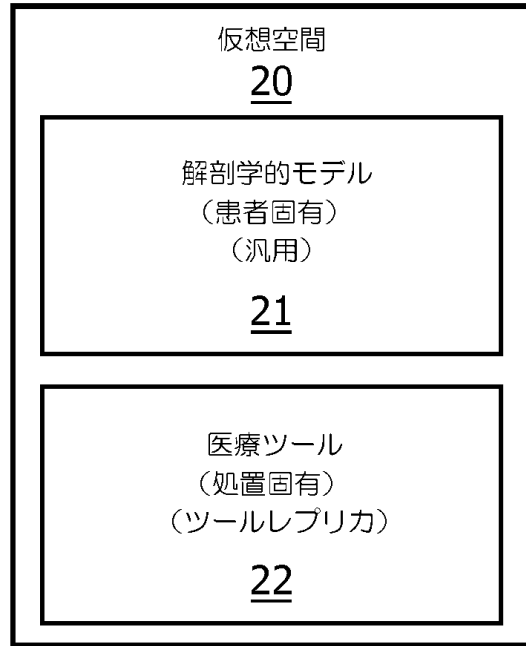 仮想空間
20
解剖学的モデル
（患者固有）
（汎用）
21
医療ツール
（処置固有）
（ツールレプリカ）
22